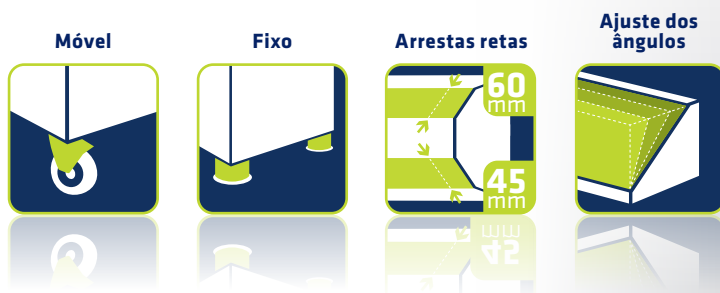 Móvel
Fixo
Arrestas retas
Ajuste dos
ângulos
60
mm
45
mm